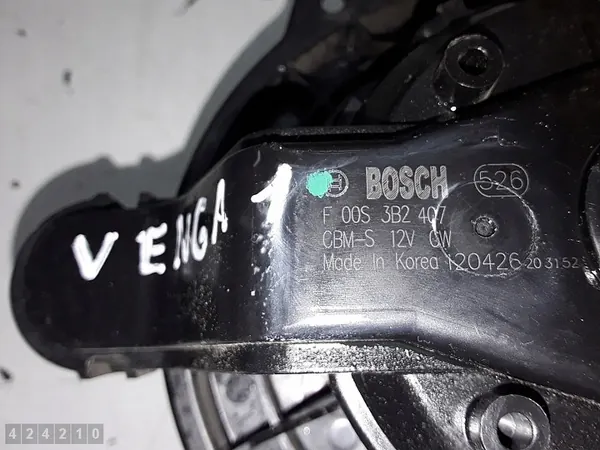 VENGA 1
BOSCH 526
F 00S 3B2 407
CBM-S 12V CW
Made In Korea 120426 203152
424210